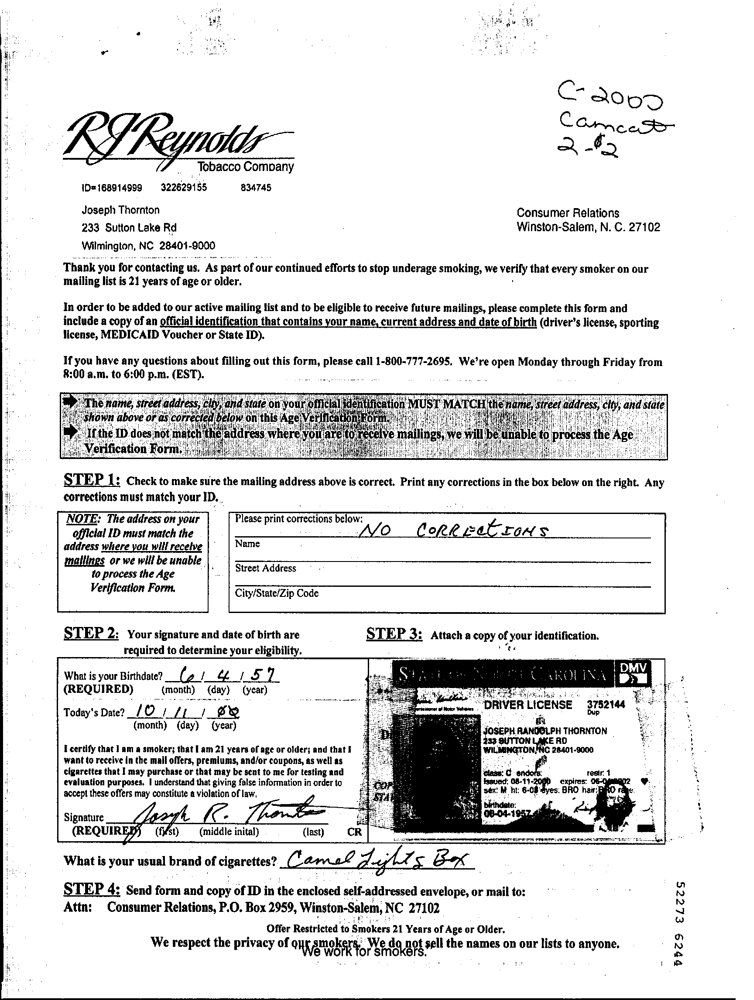 C-2000
Camcast
2-$2
RJReynolds
Tobacco Company
ID=168914999 322629155 834745
Joseph Thornton
233 Sutton Lake Rd
Wilmington, NC 28401-9000
Consumer Relations
Winston-Salem, N. C. 27102
Thank you for contacting us. As part of our continued efforts to stop underage smoking, we verify that every smoker on our
mailing list is 21 years of age or older.
In order to be added to our active mailing list and to be eligible to receive future mailings, please complete this form and
include a copy of an official identification that contains your name, current address and date of birth (driver's license, sporting
license, MEDICAID Voucher or State ID).
If you have any questions about filling out this form, please call 1-800-777-2695. We're open Monday through Friday from
8:00 a.m. to 6:00 p.m. (EST).
The name, street address, city, and state on your official identification MUST MATCH the name, street address, city, and state
shown above or as corrected below on this Age Verification Form.
If the ID does not match the address where you are to receive mailings, we will be unable to process the Age
Verification Form.
STEP 1: Check to make sure the mailing address above is correct. Print any corrections in the box below on the right. Any
corrections must match your ID.
NOTE: The address on your
official ID must match the
address where you will receive
mailings or we will be unable
to process the Age
Verification Form.
Please print corrections below:
NO CORRECTIONS
Name
Street Address
City/State/Zip Code
STEP 2: Your signature and date of birth are
required to determine your eligibility.
What is your Birthdate? 6 / 4 / 57
(REQUIRED) (month) (day) (year)
Today's Date? 10 / 11 / 00
(month) (day) (year)
I certify that I am a smoker; that I am 21 years of age or older; and that I
want to receive in the mail offers, premiums, and/or coupons, as well as
cigarettes that I may purchase or that may be sent to me for testing and
evaluation purposes. I understand that giving false information in order to
accept these offers may constitute a violation of law.
Signature Joseph R. Thornton
(REQUIRED) (first) (middle inital) (last) CR
STEP 3: Attach a copy of your identification.
CAROLINA DMV
DRIVER LICENSE 3752144
Dup
JOSEPH RANDOLPH THORNTON
233 SUTTON LAKE RD
WILMINGTON, NC 28401-9000
class: C endors: restr: 1
Issued: 08-11-2000 expires:
sex: M ht: 6-03 eyes: BRO hair: BRO race:
birthdate:
06-04-1957
What is your usual brand of cigarettes? Camel Lights Box
STEP 4: Send form and copy of ID in the enclosed self-addressed envelope, or mail to:
Attn: Consumer Relations, P.O. Box 2959, Winston-Salem, NC 27102
Offer Restricted to Smokers 21 Years of Age or Older.
We respect the privacy of our smokers. We do not sell the names on our lists to anyone.
We work for smokers.
52273 6244